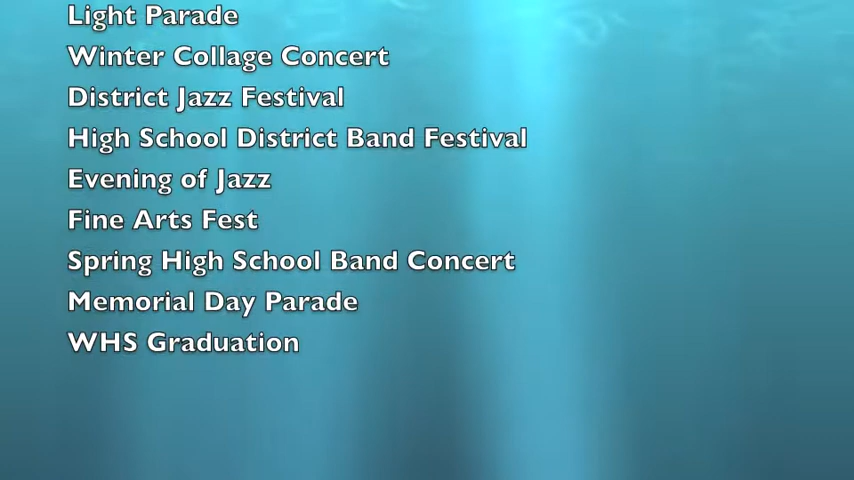 Light Parade
Winter Collage Concert
District Jazz Festival
High School District Band Festival
Evening of Jazz
Fine Arts Fest
Spring High School Band Concert
Memorial Day Parade
WHS Graduation